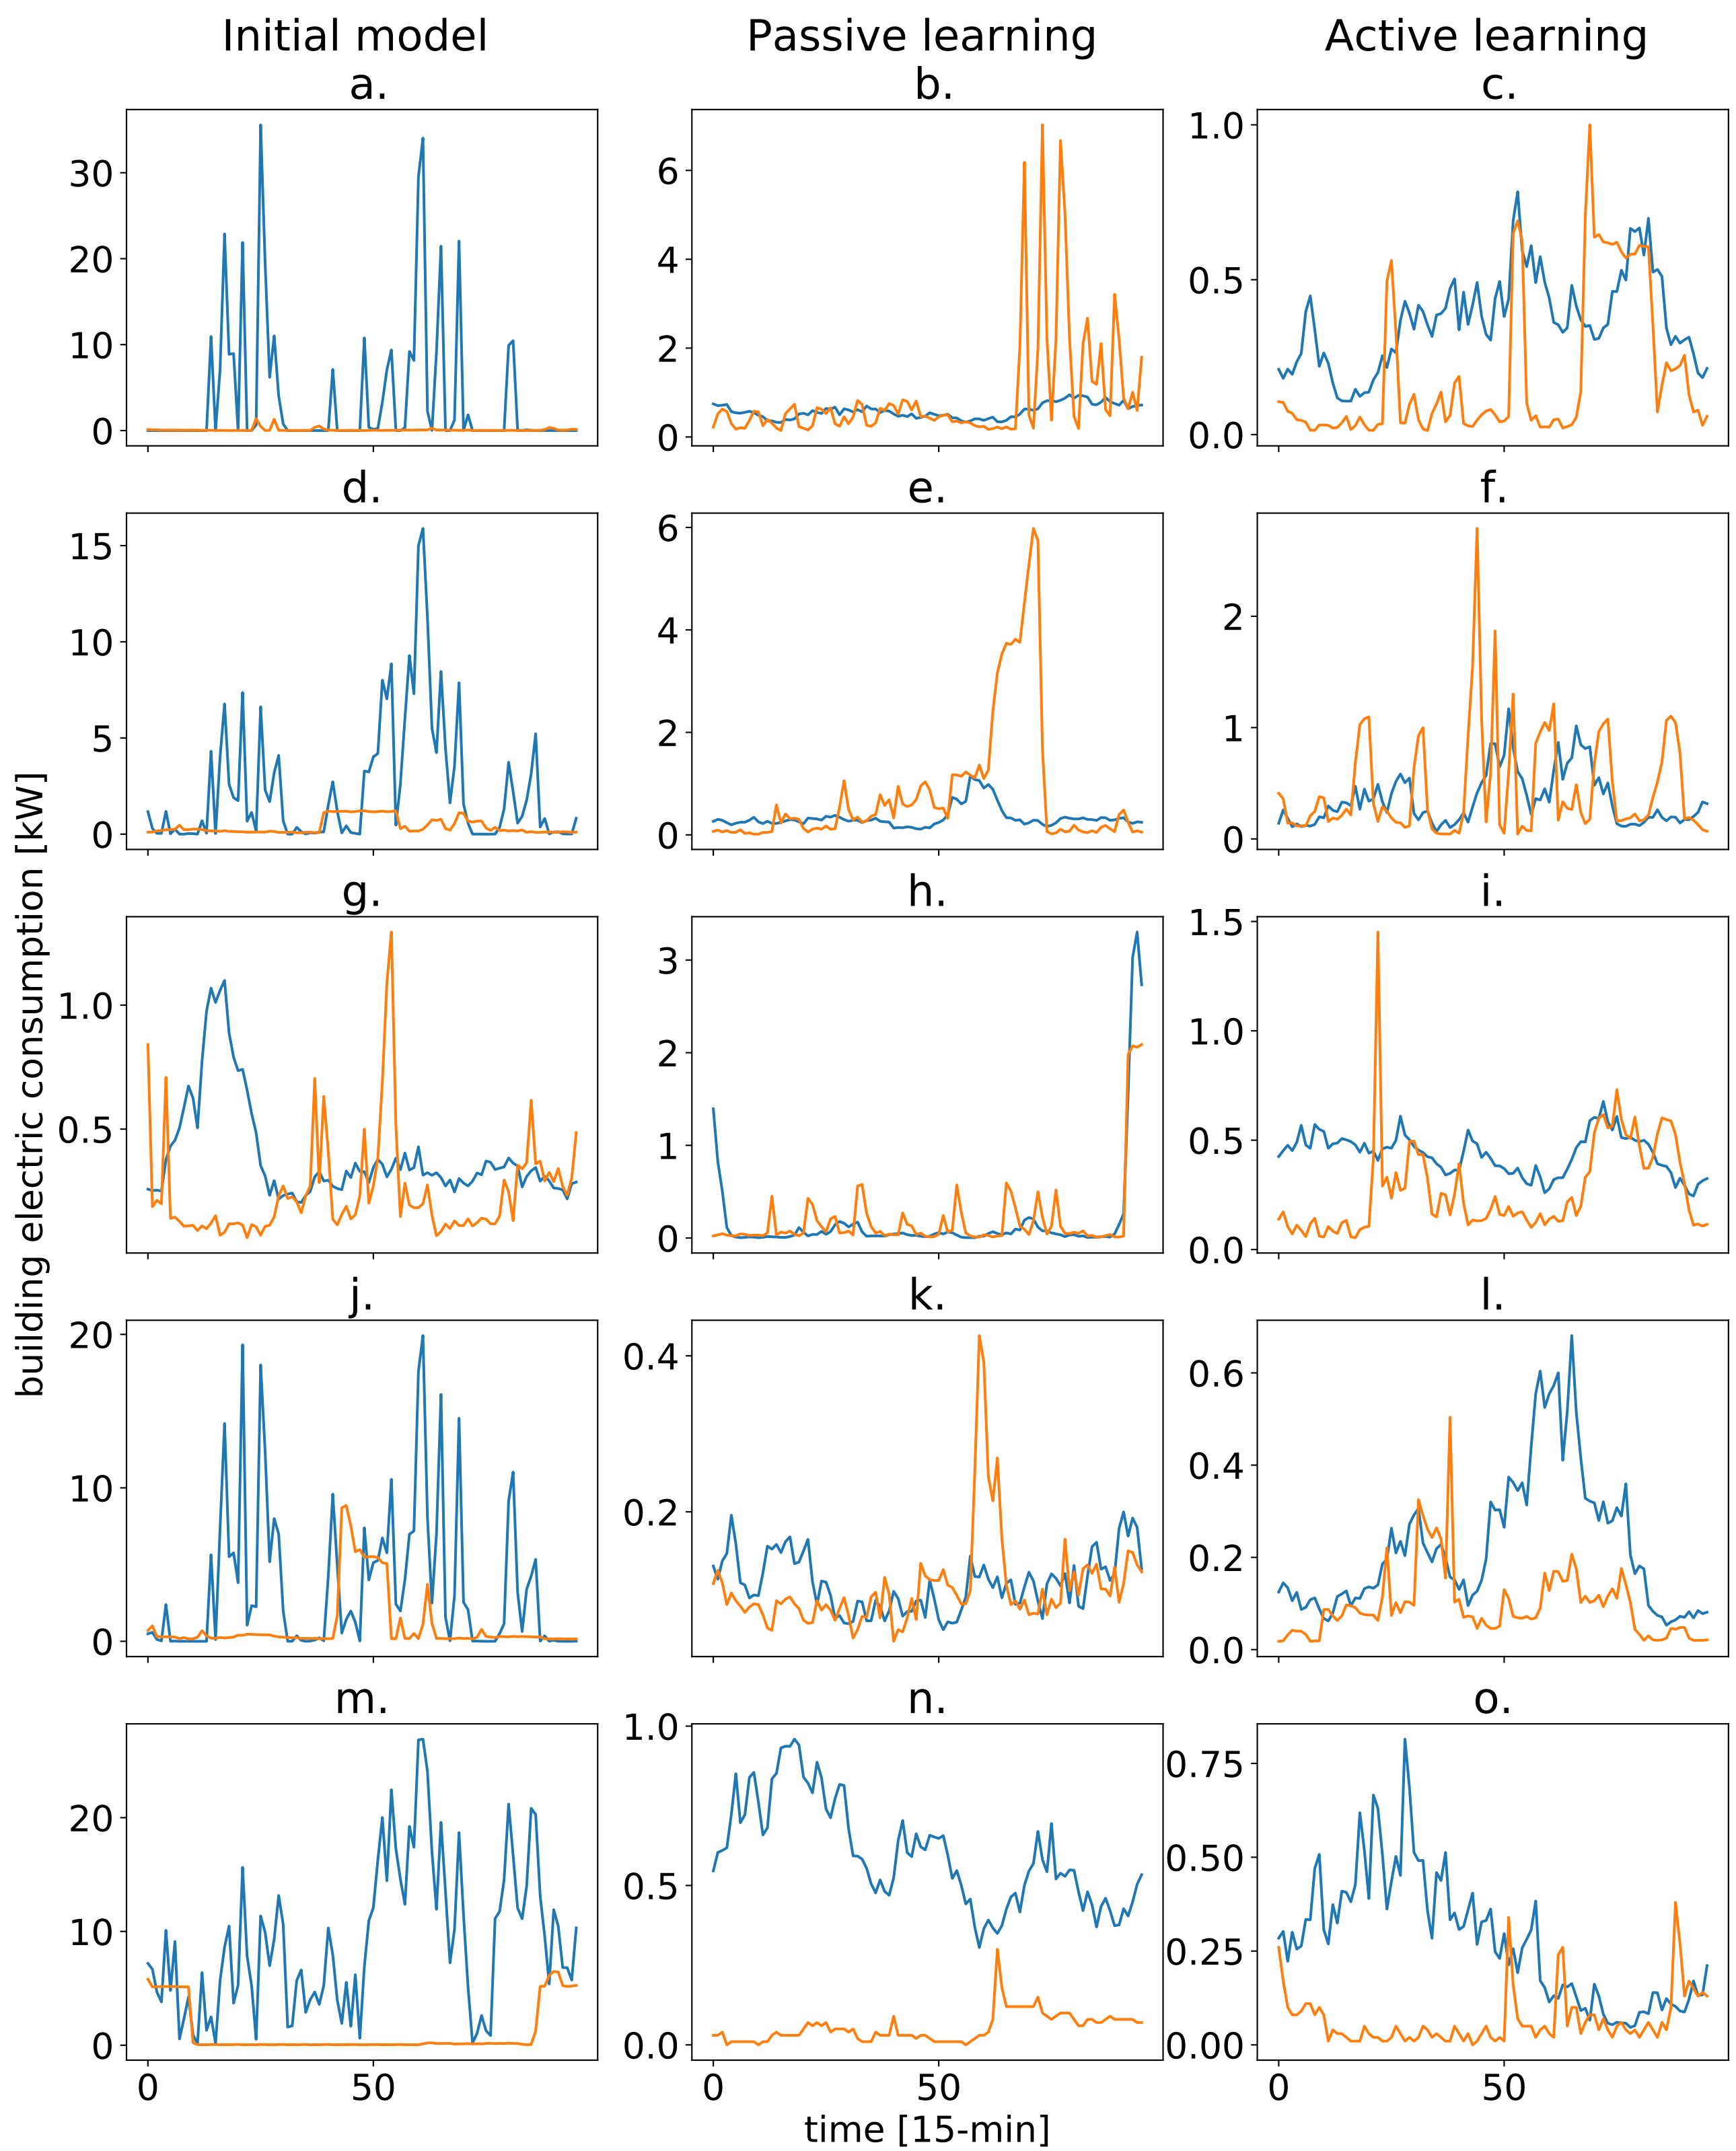 Initial model
Passive learning
Active learning
a.
b.
c.
30
20
10
0
6
4
2
0
1.0
0.5
0.0
d.
e.
f.
15
10
5
0
6
4
2
0
2
1
0
g.
h.
i.
1.0
0.5
3
2
1
0
1.5
1.0
0.5
0.0
j.
k.
l.
20
10
0
0.4
0.2
0.6
0.4
0.2
0.0
m.
n.
o.
20
10
0
1.0
0.5
0.0
0.75
0.50
0.25
0.00
0 50
0 50
0 50
building electric consumption [kW]
time [15-min]